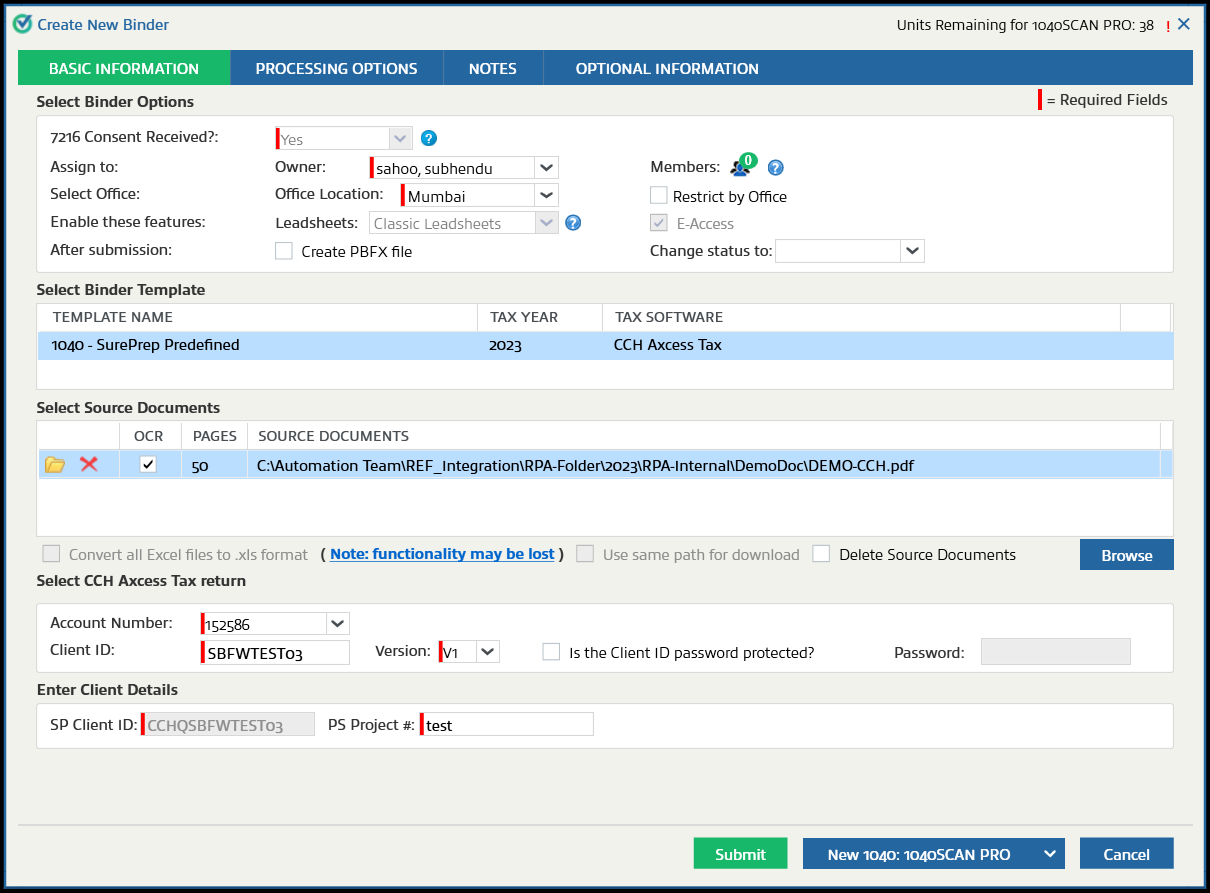 Create New Binder Units Remaining for 1040SCAN PRO: 38 !
BASIC INFORMATION PROCESSING OPTIONS NOTES OPTIONAL INFORMATION
Select Binder Options = Required Fields
7216 Consent Received?: Yes ?
Assign to: Owner: sahoo, subhendu Members: 0 ?
Select Office: Office Location: Mumbai Restrict by Office
Enable these features: Leadsheets: Classic Leadsheets ? E-Access
After submission: Create PBFX file Change status to:
Select Binder Template
TEMPLATE NAME TAX YEAR TAX SOFTWARE
1040 - SurePrep Predefined 2023 CCH Axcess Tax
Select Source Documents
OCR PAGES SOURCE DOCUMENTS
50 C:\Automation Team\REF_Integration\RPA-Folder\2023\RPA-Internal\DemoDoc\DEMO-CCH.pdf
Convert all Excel files to .xls format ( Note: functionality may be lost ) Use same path for download Delete Source Documents Browse
Select CCH Axcess Tax return
Account Number: 152586
Client ID: SBFWTEST03 Version: V1 Is the Client ID password protected? Password:
Enter Client Details
SP Client ID: CCHQSBFWTEST03 PS Project #: test
Submit New 1040: 1040SCAN PRO Cancel